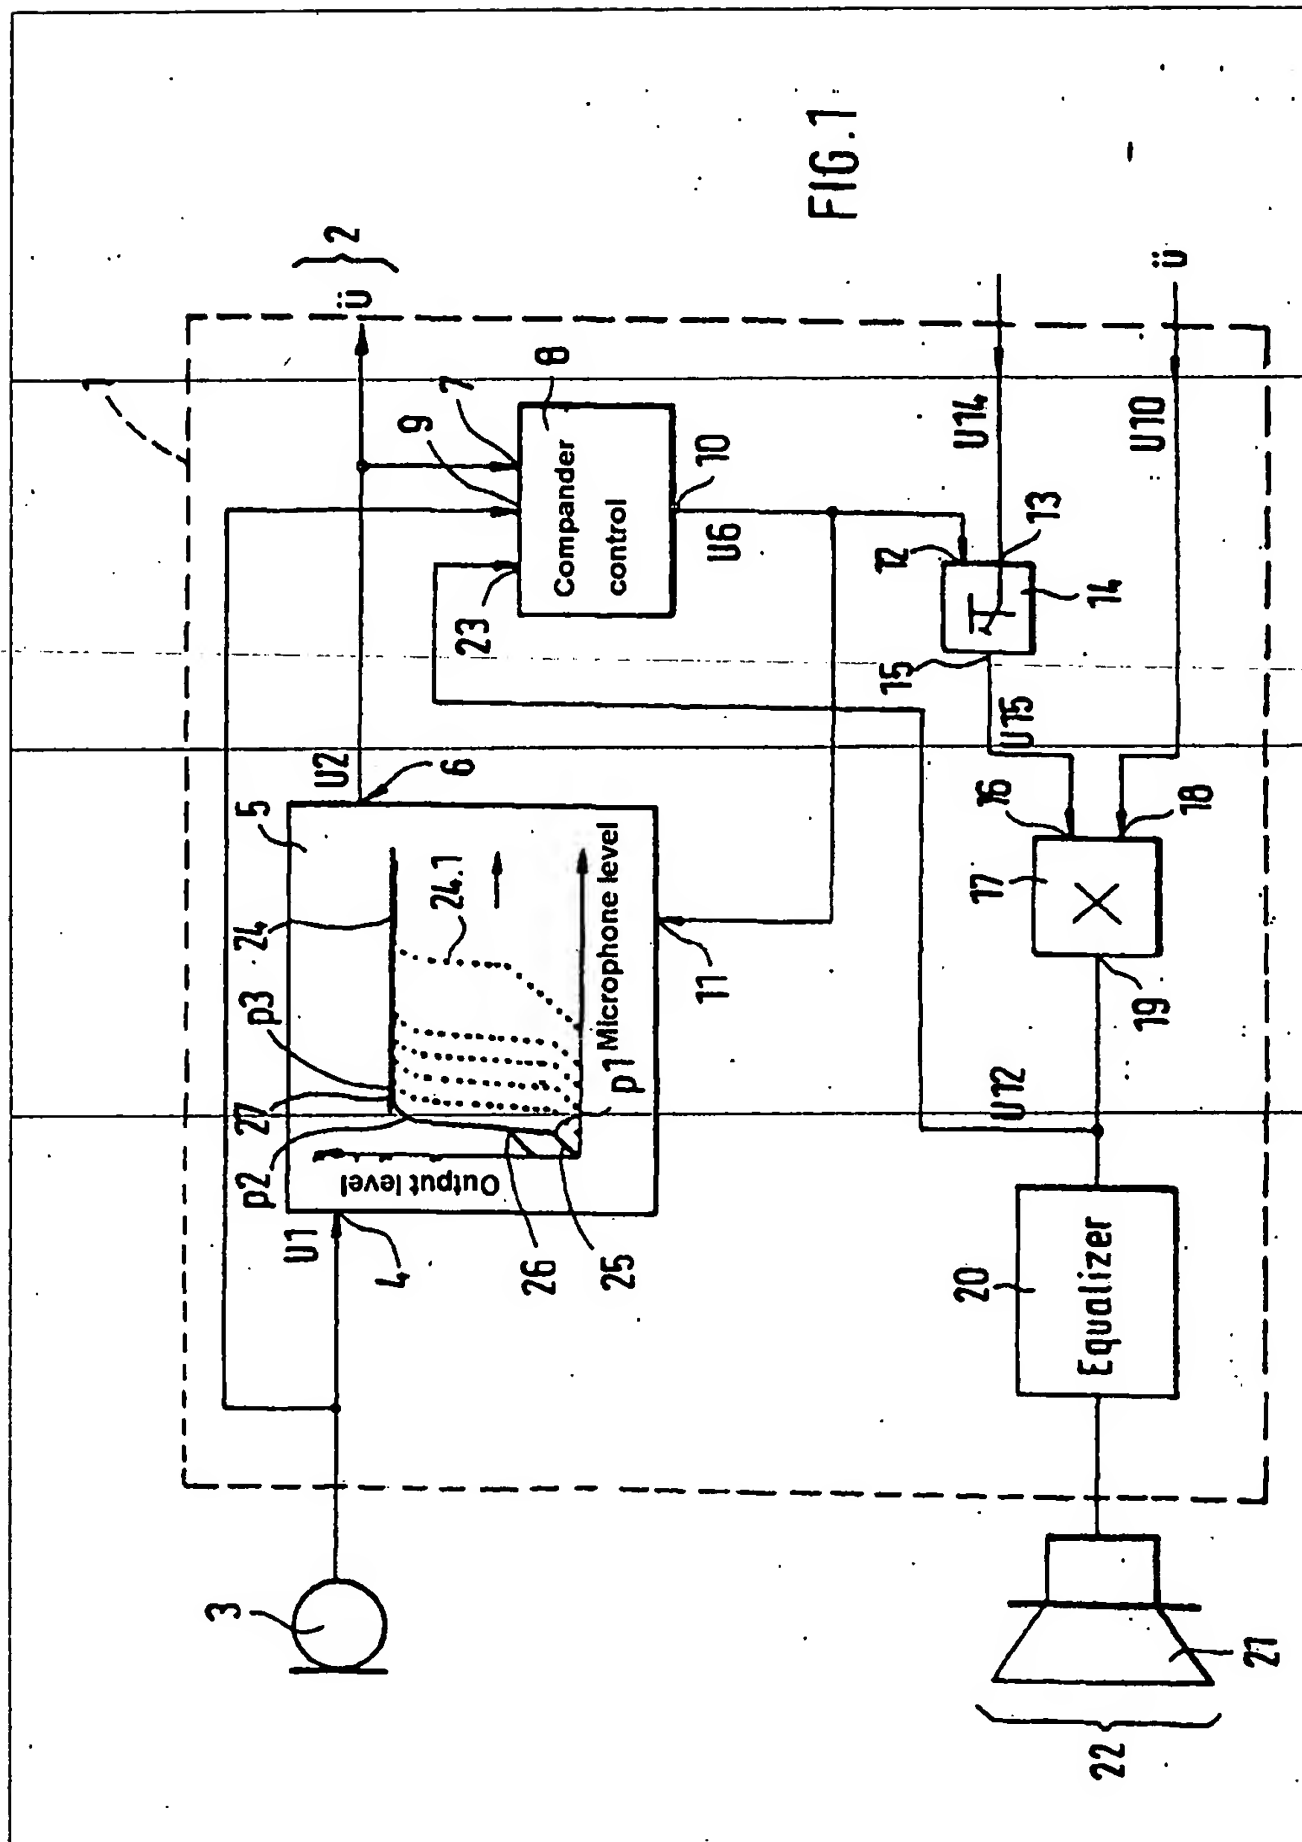 FIG.1
1
2
Ü
3
U1
4
5
U2
6
p2
27
p3
24
24.1
Output level
Microphone level
p1
26
25
11
7
9
23
8
Compander
control
10
U6
12
13
14
15
U14
U15
U10
ü
16
17
18
19
U12
20
Equalizer
21
22